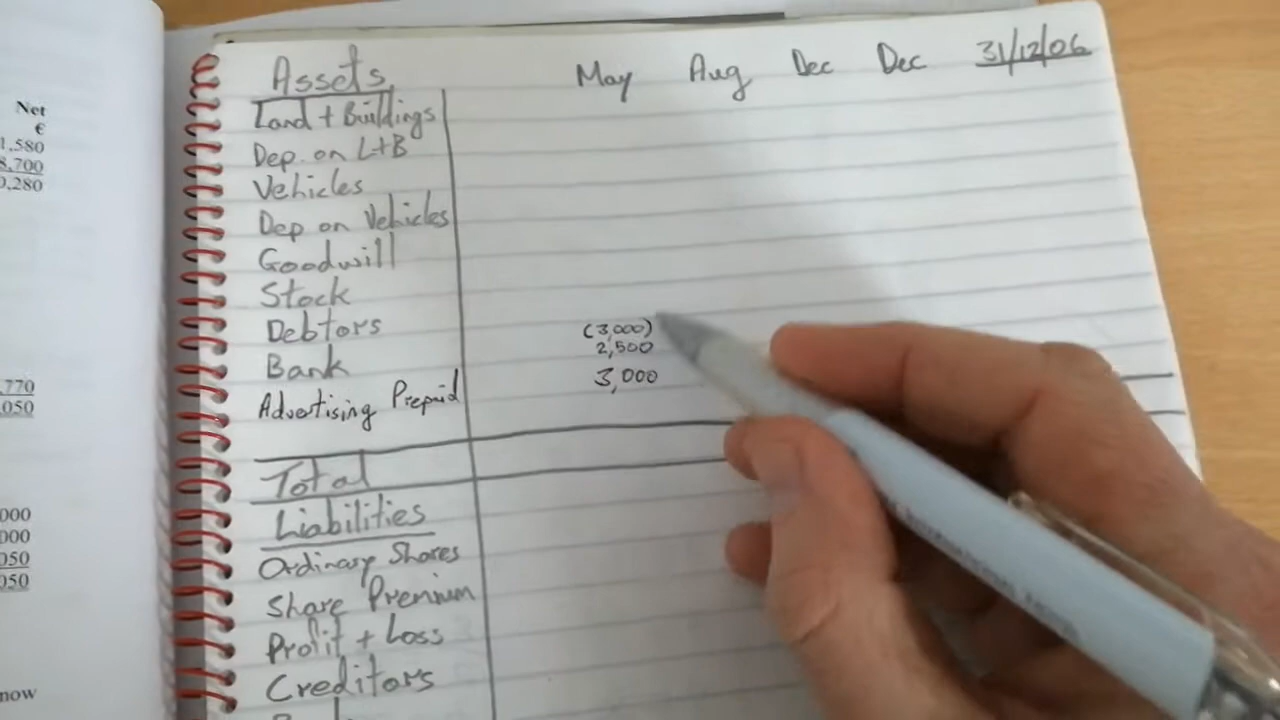 Net
€
1,580
8,700
0,280
,770
,050
000
000
050
050
now
Assets May Aug Dec Dec 31/12/06
Land + Buildings
Dep. on L+B
Vehicles
Dep on Vehicles
Goodwill
Stock
Debtors (3,000)
2,500
Bank 3,000
Advertising Prepaid
Total
Liabilities
Ordinary Shares
Share Premium
Profit + Loss
Creditors